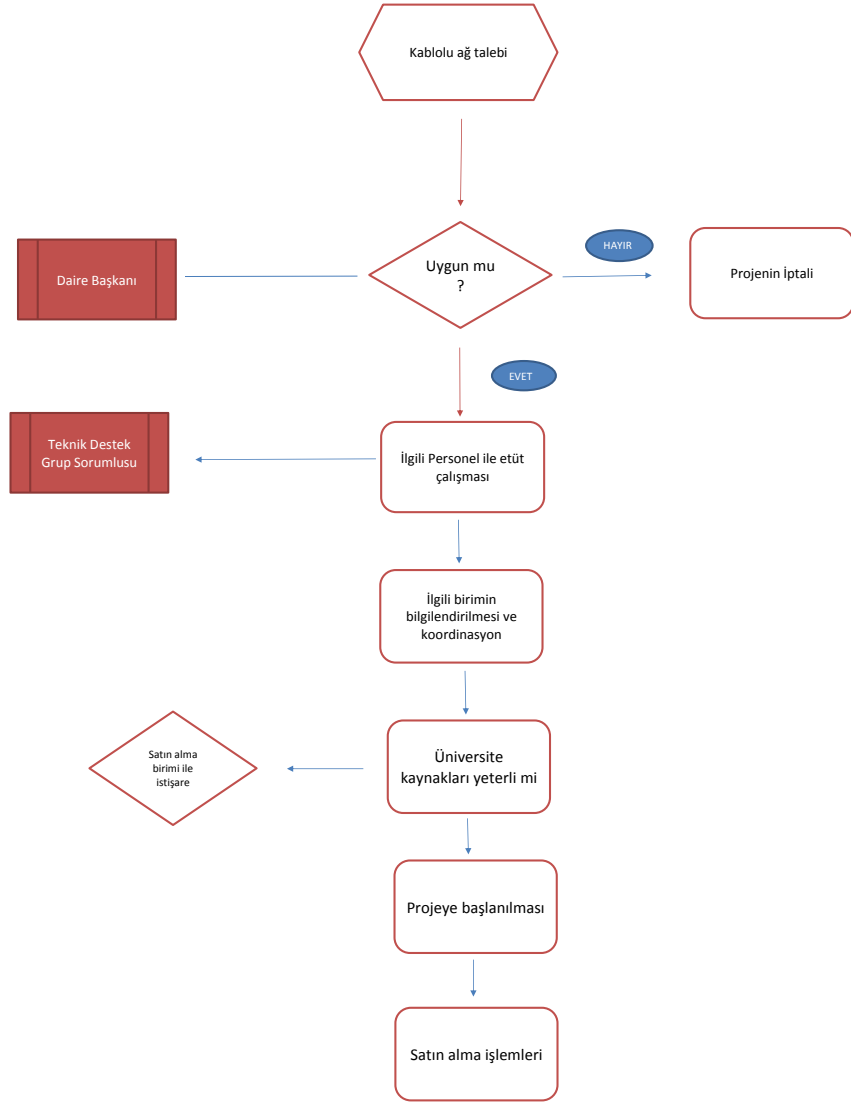 Kablolu ağ talebi
HAYIR
Daire Başkanı
Uygun mu
?
Projenin İptali
EVET
Teknik Destek
Grup Sorumlusu
İlgili Personel ile etüt
çalışması
İlgili birimin
bilgilendirilmesi ve
koordinasyon
Satın alma
birimi ile
istişare
Üniversite
kaynakları yeterli mi
Projeye başlanılması
Satın alma işlemleri